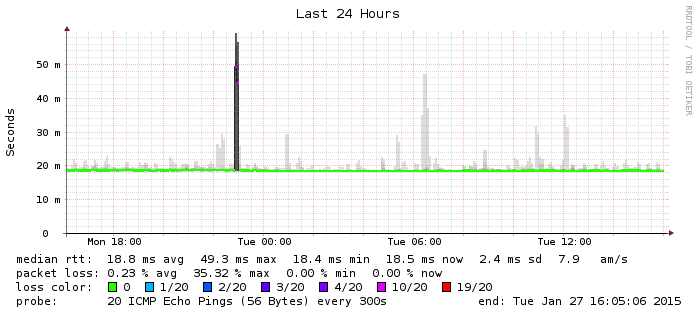 Last 24 Hours
RRDTOOL / TOBI OETIKER
Seconds
50 m
40 m
30 m
20 m
10 m
0
Mon 18:00 Tue 00:00 Tue 06:00 Tue 12:00
median rtt: 18.8 ms avg 49.3 ms max 18.4 ms min 18.5 ms now 2.4 ms sd 7.9 am/s
packet loss: 0.23 % avg 35.32 % max 0.00 % min 0.00 % now
loss color: 0 1/20 2/20 3/20 4/20 10/20 19/20
probe: 20 ICMP Echo Pings (56 Bytes) every 300s end: Tue Jan 27 16:05:06 2015